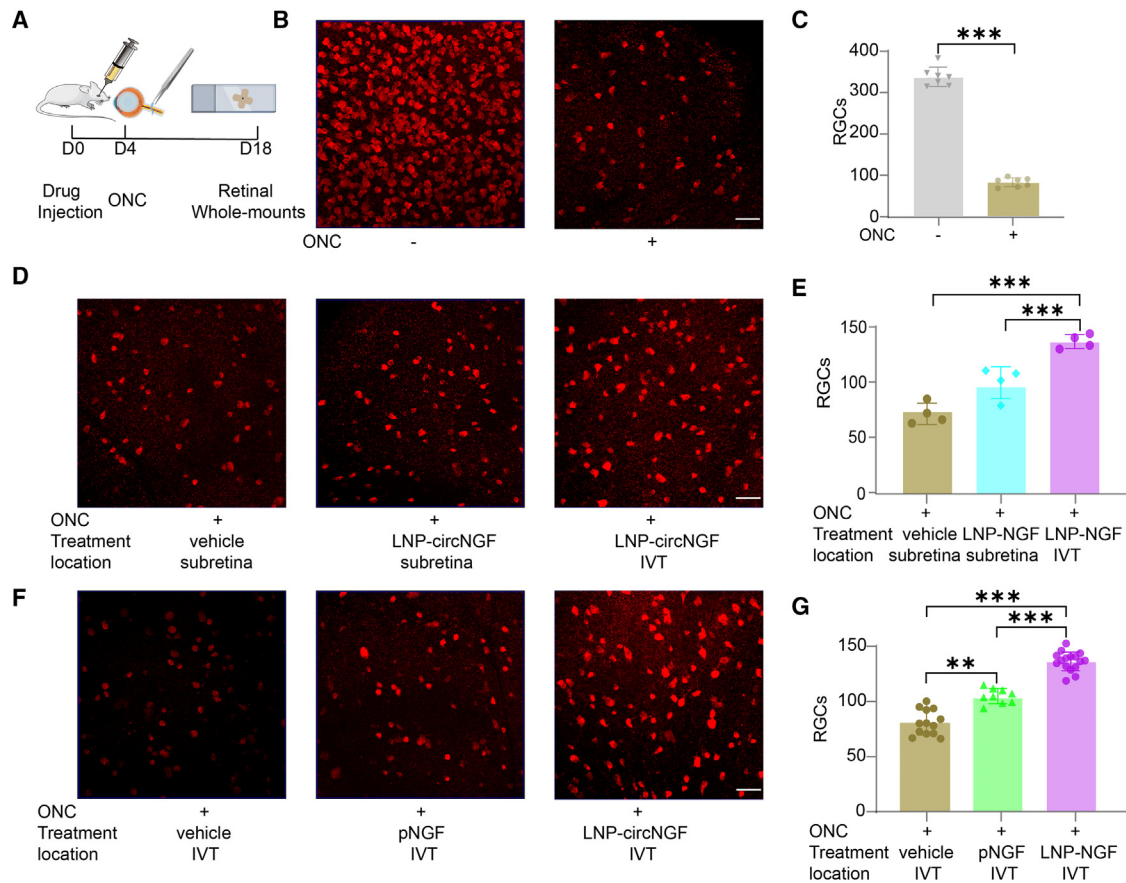 A
D0 D4 D18
Drug ONC Retinal
Injection Whole-mounts
B
ONC - +
C
***
400
300
200
100
0
RGCs
ONC - +
D
ONC + + +
Treatment vehicle LNP-circNGF LNP-circNGF
location subretina subretina IVT
E
***
***
150
100
50
0
RGCs
ONC + + +
Treatment vehicle LNP-NGF LNP-NGF
location subretina subretina IVT
F
ONC + + +
Treatment vehicle pNGF LNP-circNGF
location IVT IVT IVT
G
***
***
**
150
100
50
0
RGCs
ONC + + +
Treatment vehicle pNGF LNP-NGF
location IVT IVT IVT